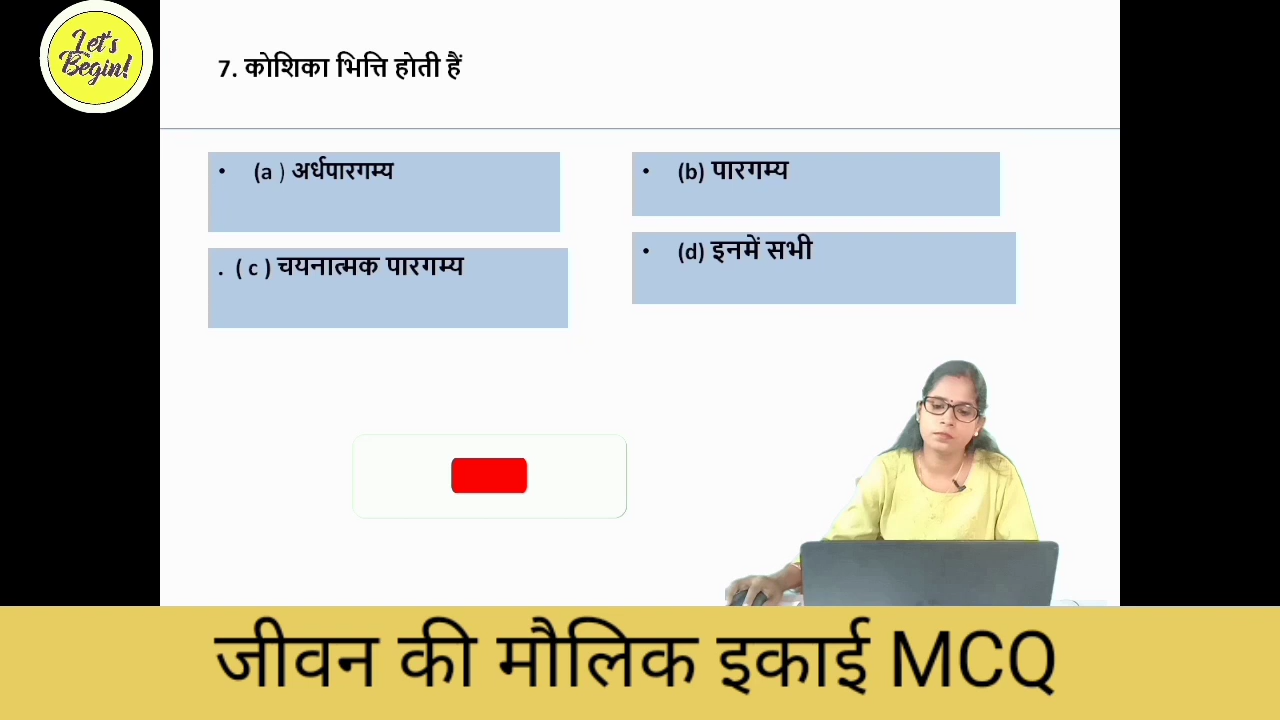 Let's
Begin!
7. कोशिका भित्ति होती हैं
• (a ) अर्धपारगम्य
• (b) पारगम्य
. ( c ) चयनात्मक पारगम्य
• (d) इनमें सभी
जीवन की मौलिक इकाई MCQ